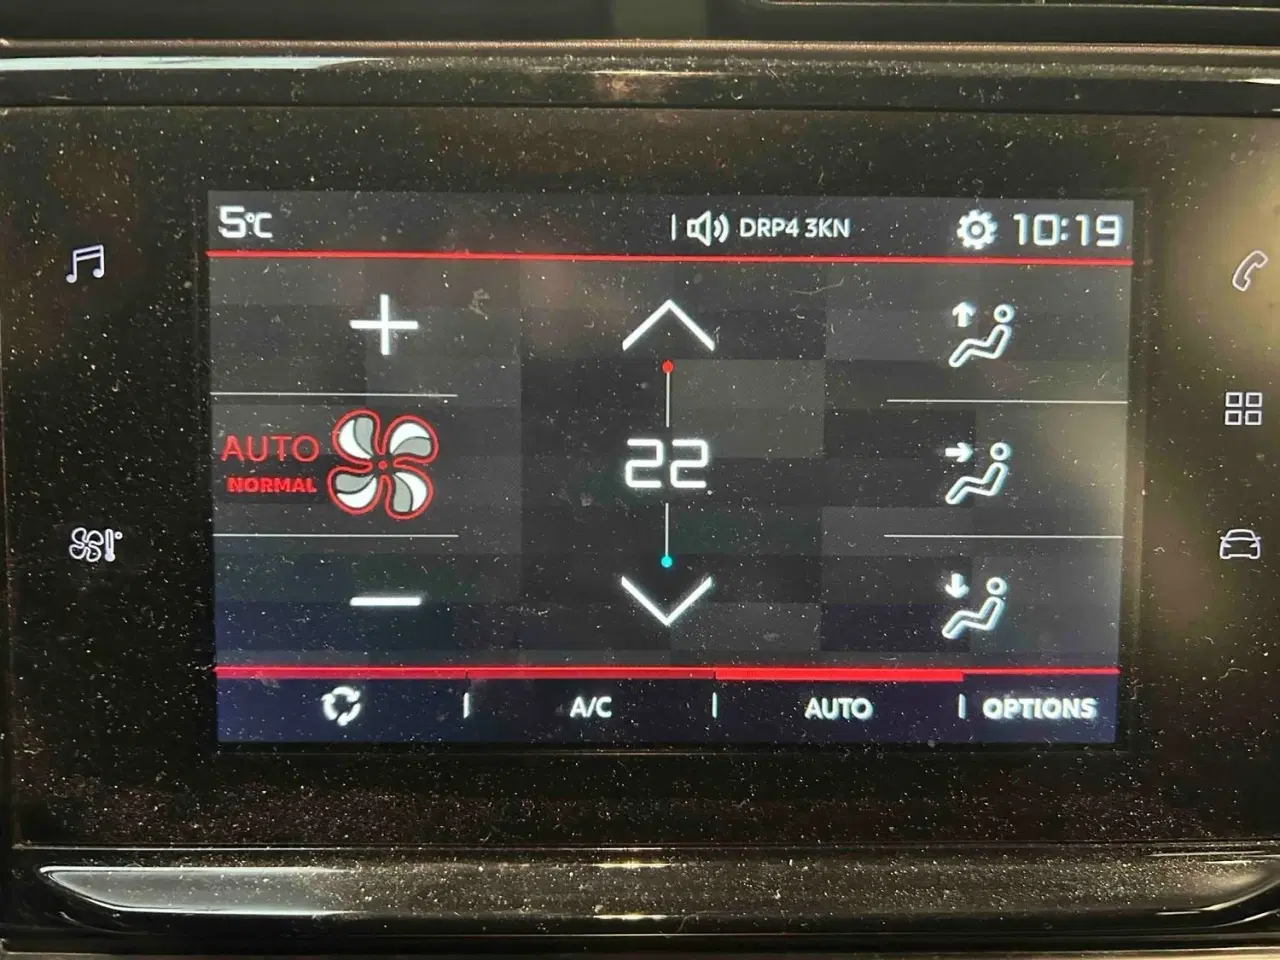 5°C
DRP4 3KN
10:19
AUTO
NORMAL
22
A/C
AUTO
OPTIONS